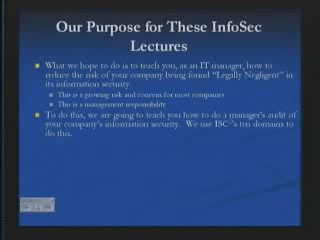 Our Purpose for These InfoSec
Lectures
What we hope to do is to teach you, as an IT manager, how to
reduce the risk of your company being found "Legally Negligent" in
its information security.
This is a growing risk and concern for most companies
This is a management responsibility
To do this, we are going to teach you how to do a manager's audit of
your company's information security. We use ISC²'s ten domains to
do this.